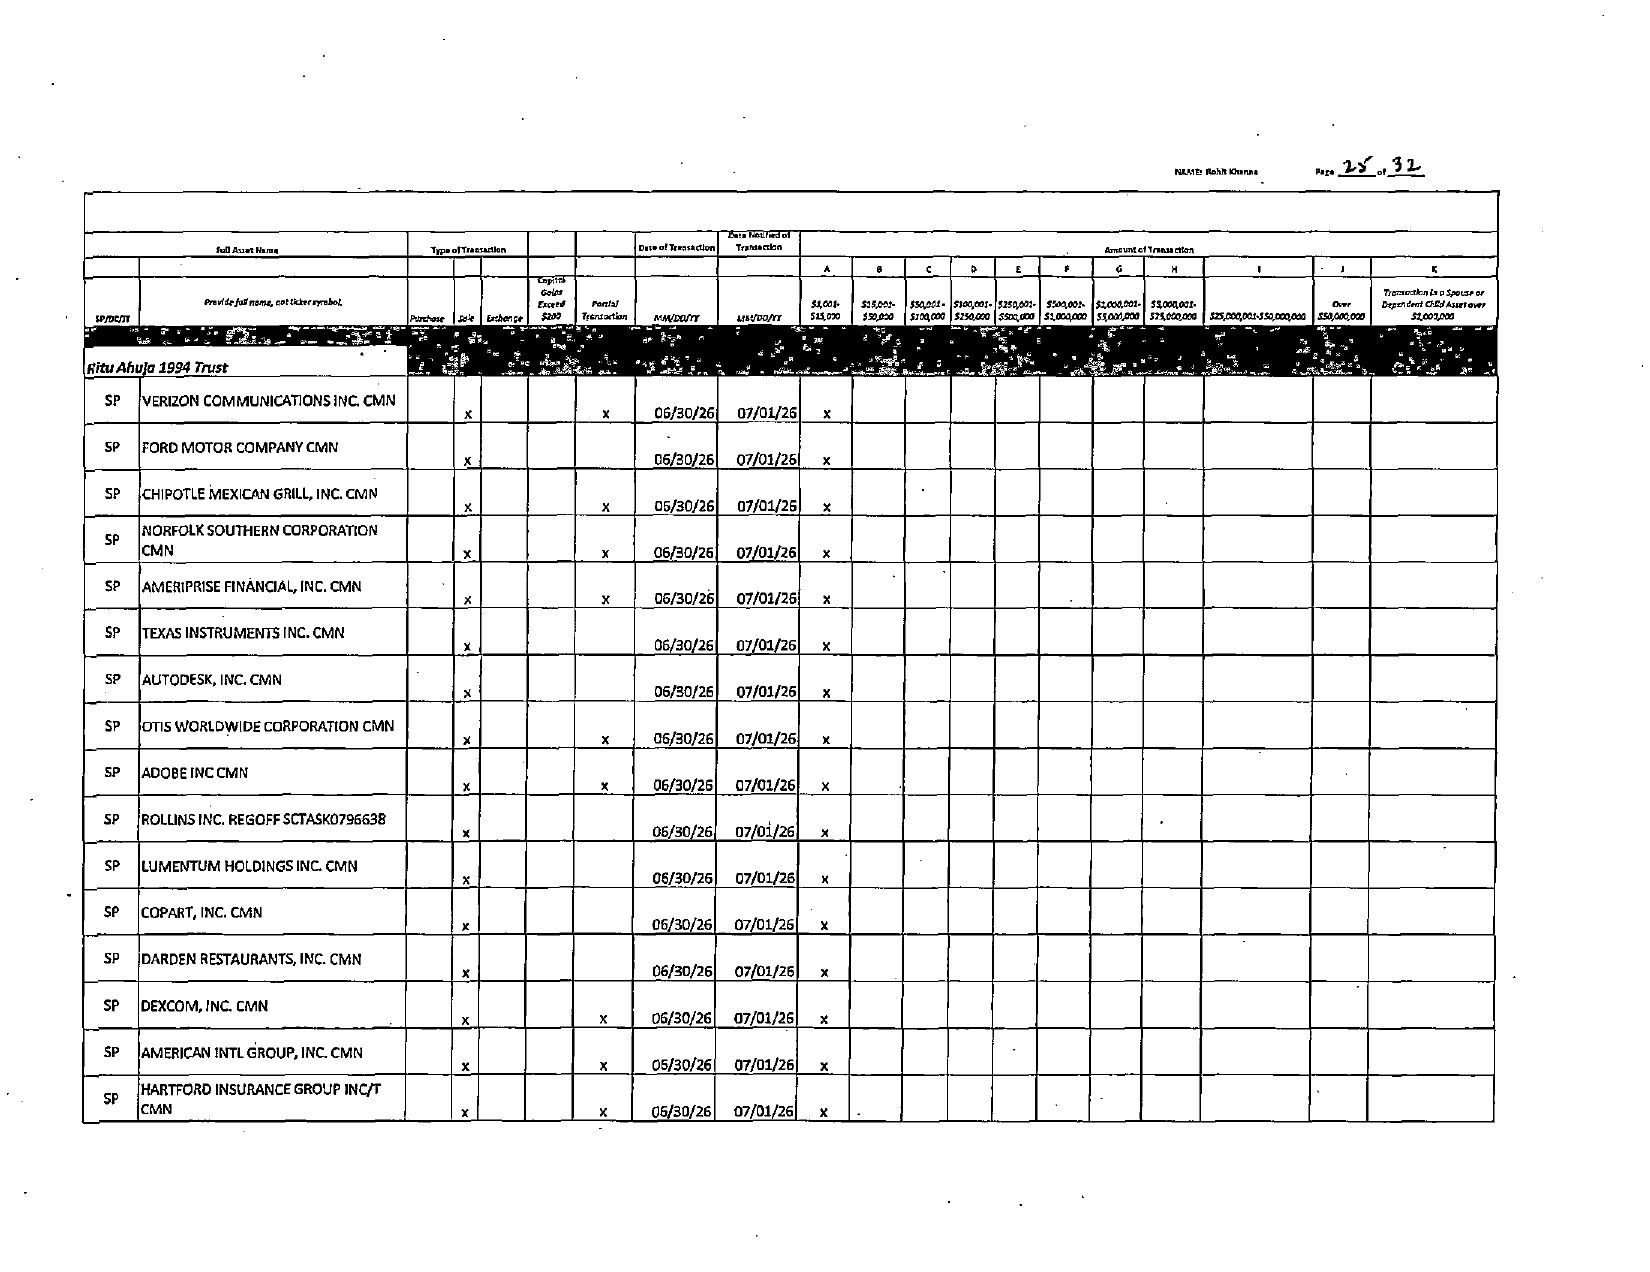 NAME: Rohit Khanna Page 25 of 32
Full Asset Name Type of Transaction Date of Transaction Date Notified of Transaction Amount of Transaction
A B C D E F G H I J K
SP/DC/JT Provide full name, not ticker symbol. Purchase Sale Exchange Capital Gains Exceed $200 Partial Transaction MM/DD/YY MM/DD/YY $1,001-$15,000 $15,001-$50,000 $50,001-$100,000 $100,001-$250,000 $250,001-$500,000 $500,001-$1,000,000 $1,000,001-$5,000,000 $5,000,001-$25,000,000 $25,000,001-$50,000,000 Over $50,000,000 Transaction is a Spouse or Dependent Child Asset over $1,000,000
Ritu Ahuja 1994 Trust
SP VERIZON COMMUNICATIONS INC. CMN x x 06/30/26 07/01/26 x
SP FORD MOTOR COMPANY CMN x 06/30/26 07/01/26 x
SP CHIPOTLE MEXICAN GRILL, INC. CMN x x 06/30/26 07/01/26 x
SP NORFOLK SOUTHERN CORPORATION
CMN x x 06/30/26 07/01/26 x
SP AMERIPRISE FINANCIAL, INC. CMN x x 06/30/26 07/01/26 x
SP TEXAS INSTRUMENTS INC. CMN x 06/30/26 07/01/26 x
SP AUTODESK, INC. CMN x 06/30/26 07/01/26 x
SP OTIS WORLDWIDE CORPORATION CMN x x 06/30/26 07/01/26 x
SP ADOBE INC CMN x x 06/30/26 07/01/26 x
SP ROLLINS INC. REGOFF SCTASK0796638 x 06/30/26 07/01/26 x
SP LUMENTUM HOLDINGS INC. CMN x 06/30/26 07/01/26 x
SP COPART, INC. CMN x 06/30/26 07/01/26 x
SP DARDEN RESTAURANTS, INC. CMN x 06/30/26 07/01/26 x
SP DEXCOM, INC. CMN x x 06/30/26 07/01/26 x
SP AMERICAN INTL GROUP, INC. CMN x x 06/30/26 07/01/26 x
SP HARTFORD INSURANCE GROUP INC/T
CMN x x 06/30/26 07/01/26 x